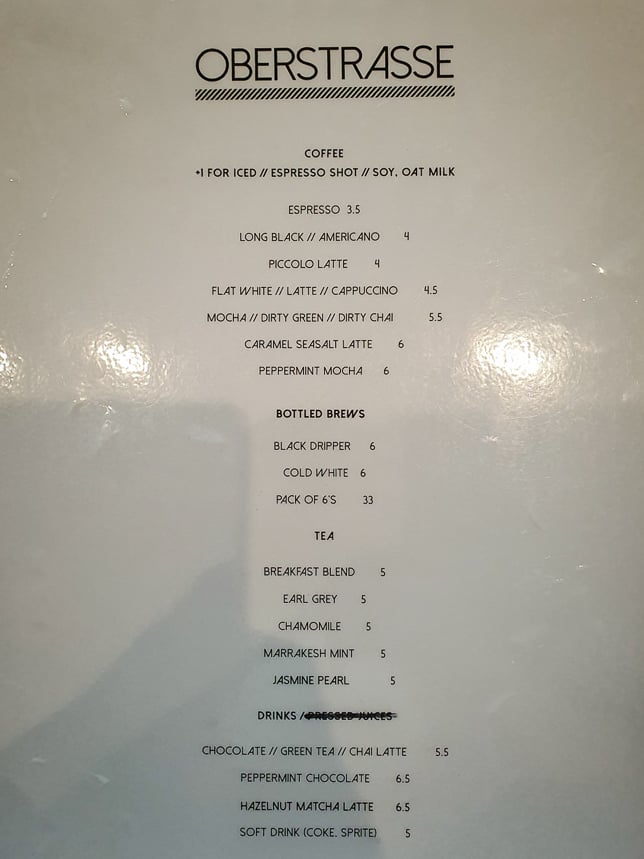 OBERSTRASSE
COFFEE
+1 FOR ICED // ESPRESSO SHOT // SOY, OAT MILK
ESPRESSO 3.5
LONG BLACK // AMERICANO 4
PICCOLO LATTE 4
FLAT WHITE // LATTE // CAPPUCCINO 4.5
MOCHA // DIRTY GREEN // DIRTY CHAI 5.5
CARAMEL SEASALT LATTE 6
PEPPERMINT MOCHA 6
BOTTLED BREWS
BLACK DRIPPER 6
COLD WHITE 6
PACK OF 6'S 33
TEA
BREAKFAST BLEND 5
EARL GREY 5
CHAMOMILE 5
MARRAKESH MINT 5
JASMINE PEARL 5
DRINKS / PRESSED JUICES
CHOCOLATE // GREEN TEA // CHAI LATTE 5.5
PEPPERMINT CHOCOLATE 6.5
HAZELNUT MATCHA LATTE 6.5
SOFT DRINK (COKE, SPRITE) 5